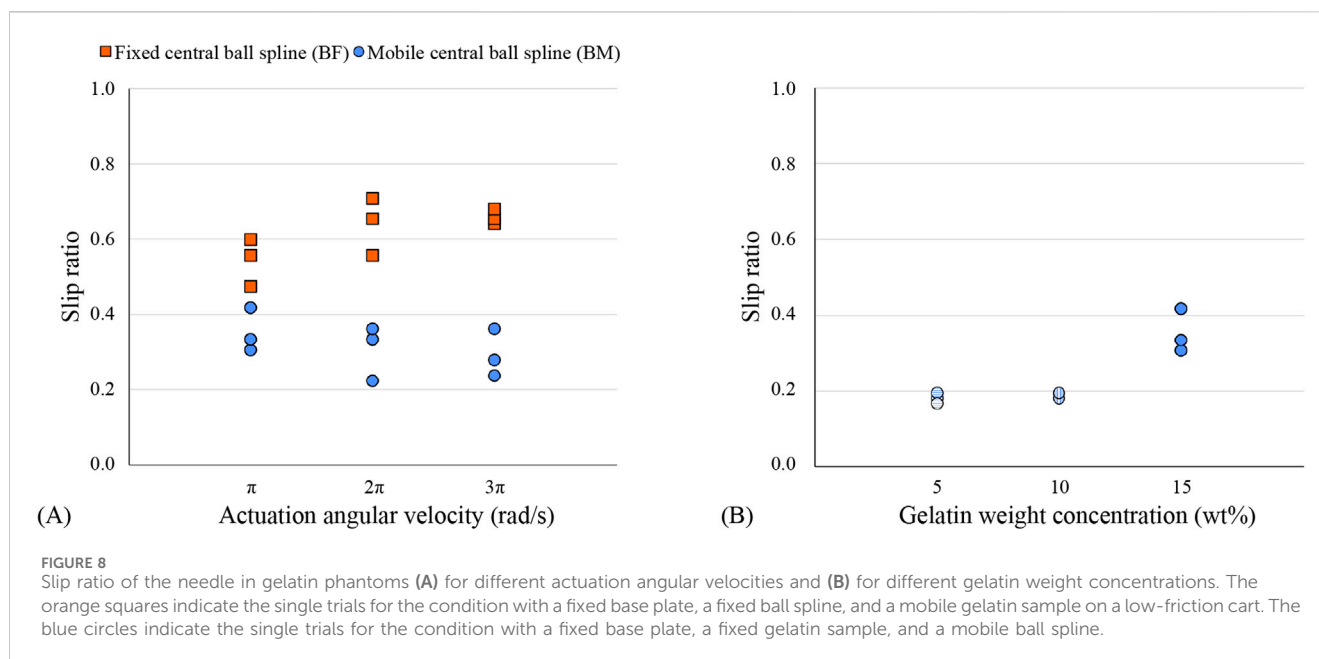 Fixed central ball spline (BF) Mobile central ball spline (BM)
1.0
0.8
0.6
0.4
0.2
0.0
Slip ratio
π 2π 3π
(A) Actuation angular velocity (rad/s)
1.0
0.8
0.6
0.4
0.2
0.0
Slip ratio
5 10 15
(B) Gelatin weight concentration (wt%)
FIGURE 8
Slip ratio of the needle in gelatin phantoms (A) for different actuation angular velocities and (B) for different gelatin weight concentrations. The
orange squares indicate the single trials for the condition with a fixed base plate, a fixed ball spline, and a mobile gelatin sample on a low-friction cart. The
blue circles indicate the single trials for the condition with a fixed base plate, a fixed gelatin sample, and a mobile ball spline.